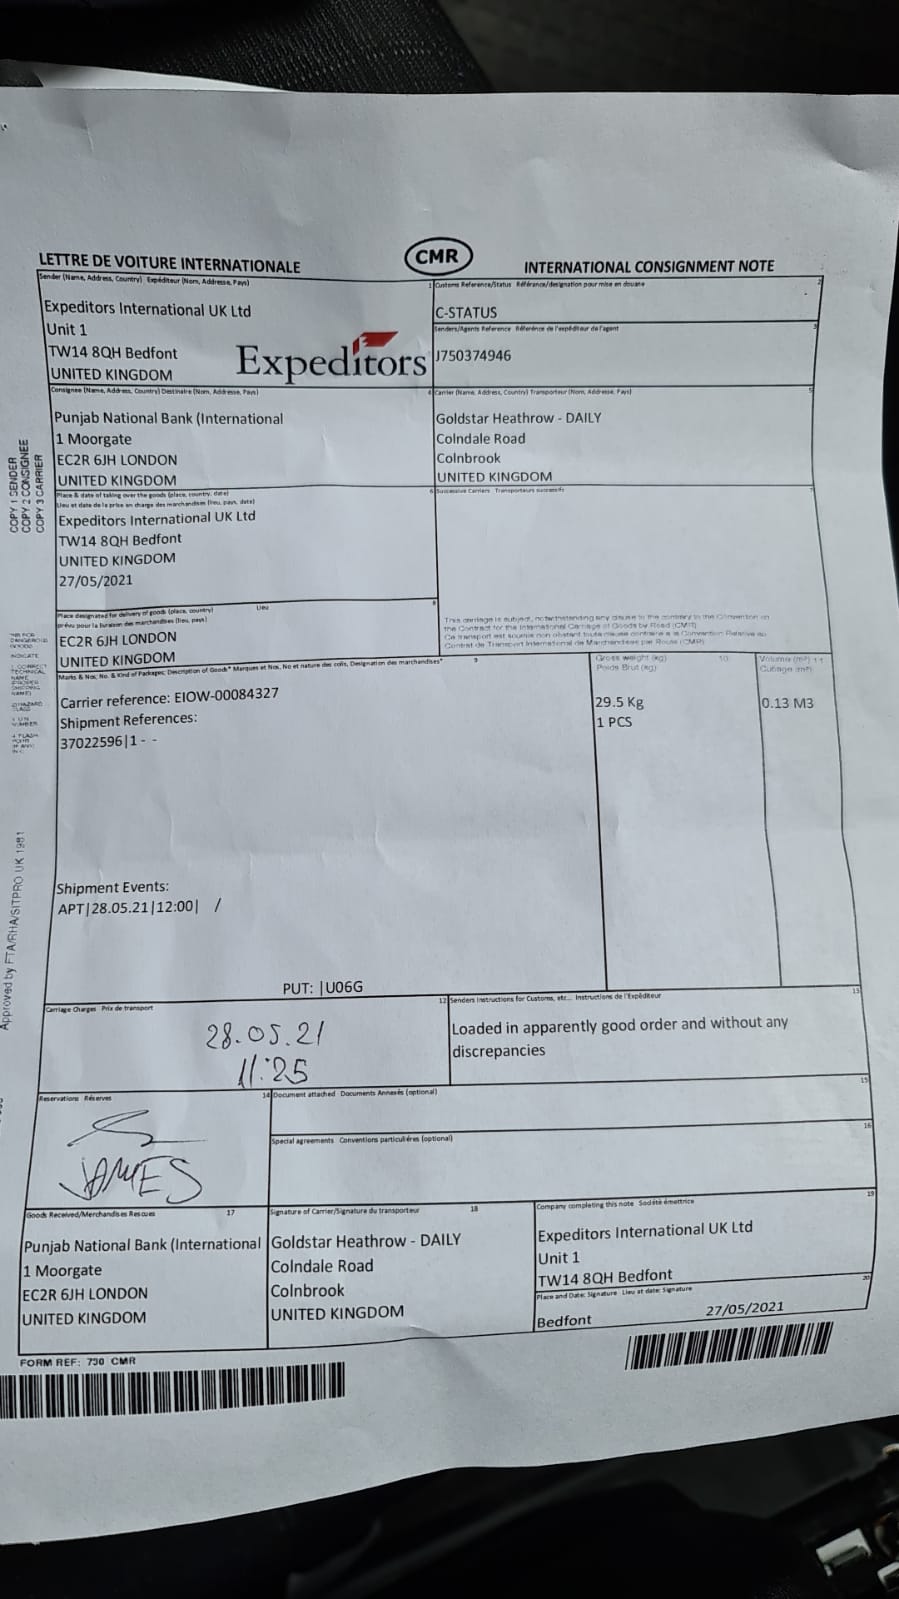 LETTRE DE VOITURE INTERNATIONALE
CMR
INTERNATIONAL CONSIGNMENT NOTE
Sender (Name, Address, Country) Expéditeur (Nom, Addresse, Pays)
1
Expeditors International UK Ltd
Unit 1
TW14 8QH Bedfont
UNITED KINGDOM
Expeditors
Customs Reference/Status Référance/designation pour mise en douane
2
C-STATUS
Senders/Agents Reference Référence de l'expéditeur de l'agent
3
J750374946
Consignee (Name, Address, Country) Destinaire (Nom, Addresse, Pays)
4
Punjab National Bank (International
1 Moorgate
EC2R 6JH LONDON
UNITED KINGDOM
Carrier (Name, Address, Country) Transporteur (Nom, Addresse, Pays)
5
Goldstar Heathrow - DAILY
Colndale Road
Colnbrook
UNITED KINGDOM
COPY 1 SENDER
COPY 2 CONSIGNEE
COPY 3 CARRIER
Place & date of taking over the goods (place, country, date)
6
Lieu et date de la prise en charge des marchandises (lieu, pays, date)
Expeditors International UK Ltd
TW14 8QH Bedfont
UNITED KINGDOM
27/05/2021
Successive Carriers Transporteurs successifs
7
Place designated for delivery of goods (place, country) Lieu
8
prévu pour la livraison des marchandises (lieu, pays)
EC2R 6JH LONDON
UNITED KINGDOM
This carriage is subject, notwithstanding any clause to the contrary to the Convention on
the Contract for the International Carriage of Goods by Road (CMR)
Ce transport est soumis non obstant toute clause contraire a la Convention Relative au
Contrat de Transport International de Marchandises par Route (CMR)
Marks & Nos; No. & Kind of Packages; Description of Goods* Marques et Nos, No et nature des colis, Designation des marchandises*
9
Gross weight (kg) 10
Poids Brut (kg)
Volume (m³) 11
Cubage (m³)
Carrier reference: EIOW-00084327
Shipment References:
37022596|1 - -
29.5 Kg
1 PCS
0.13 M3
Approved by FTA/RHA/SITPRO UK 1981
Shipment Events:
APT|28.05.21|12:00| /
PUT: |U06G
Carriage Charges Prix de transport
12
28.05.21
11:25
Senders Instructions for Customs, etc... Instructions de l'Expéditeur
13
Loaded in apparently good order and without any
discrepancies
Reservations Réserves
14
JAMES
Document attached Documents Annexés (optional)
15
Special agreements Conventions particulières (optional)
16
Goods Received/Merchandises Rescues
17
Punjab National Bank (International
1 Moorgate
EC2R 6JH LONDON
UNITED KINGDOM
Signature of Carrier/Signature du transporteur
18
Goldstar Heathrow - DAILY
Colndale Road
Colnbrook
UNITED KINGDOM
Company completing this note Société émettrice
19
Expeditors International UK Ltd
Unit 1
TW14 8QH Bedfont
Place and Date: Signature Lieu at date: Signature
20
Bedfont 27/05/2021
FORM REF: 730 CMR